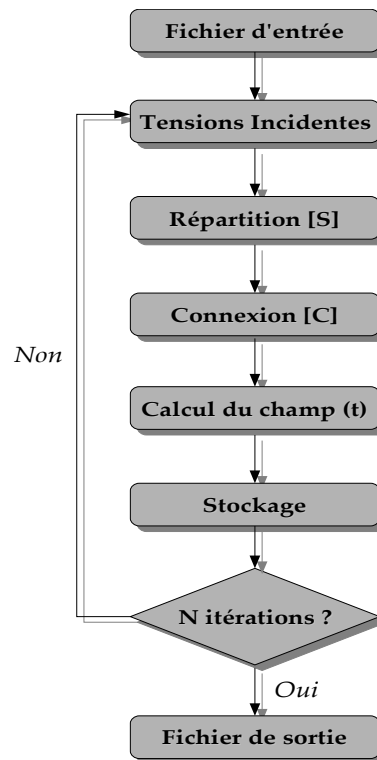 Fichier d'entrée
Tensions Incidentes
Répartition [S]
Connexion [C]
Non
Calcul du champ (t)
Stockage
N itérations ?
Oui
Fichier de sortie